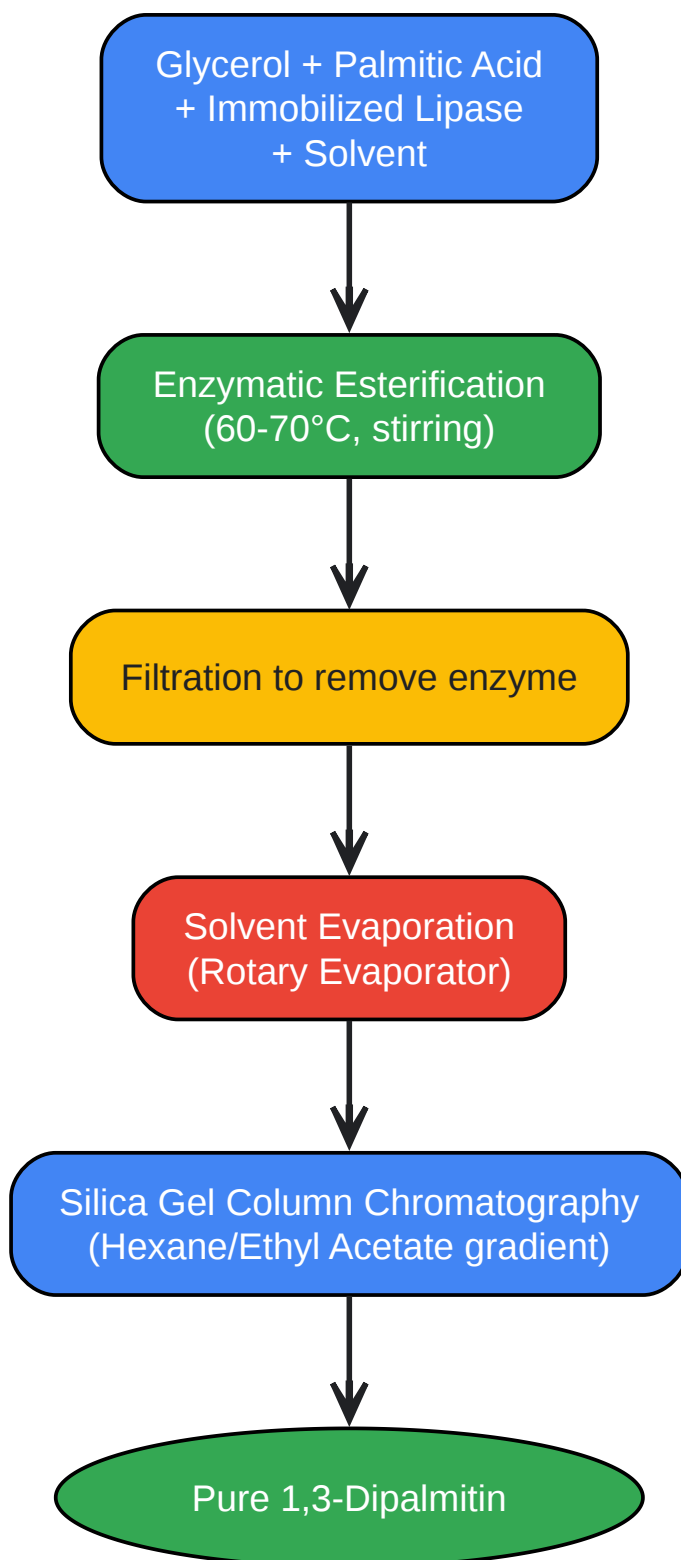 Glycerol + Palmitic Acid
+ Immobilized Lipase
+ Solvent
Enzymatic Esterification
(60-70°C, stirring)
Filtration to remove enzyme
Solvent Evaporation
(Rotary Evaporator)
Silica Gel Column Chromatography
(Hexane/Ethyl Acetate gradient)
Pure 1,3-Dipalmitin